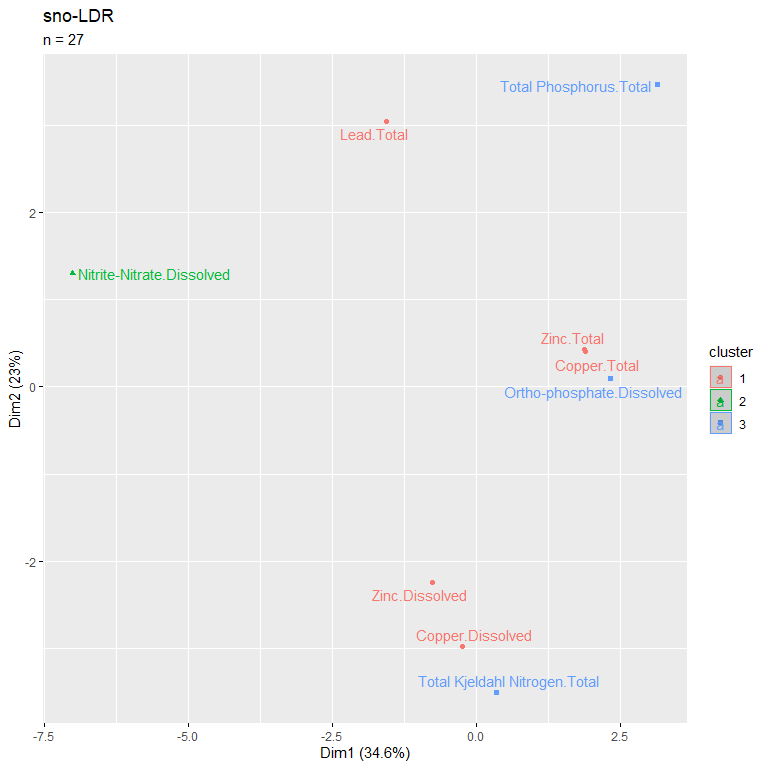 sno-LDR
n = 27
Total Phosphorus.Total
Lead.Total
2
Nitrite-Nitrate.Dissolved
Zinc.Total
cluster
Copper.Total
1
0
Ortho-phosphate.Dissolved
2
3
Dim2 (23%)
-2
Zinc.Dissolved
Copper.Dissolved
Total Kjeldahl Nitrogen.Total
-7.5 -5.0 -2.5 0.0 2.5
Dim1 (34.6%)